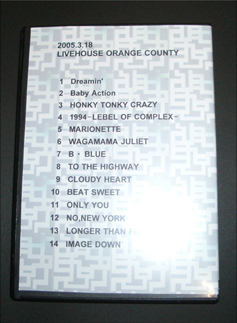 2005.3.18
LIVEHOUSE ORANGE COUNTY
1 Dreamin'
2 Baby Action
3 HONKY TONKY CRAZY
4 1994 -LEBEL OF COMPLEX-
5 MARIONETTE
6 WAGAMAMA JULIET
7 B・BLUE
8 TO THE HIGHWAY
9 CLOUDY HEART
10 BEAT SWEET
11 ONLY YOU
12 NO,NEW YORK
13 LONGER THAN
14 IMAGE DOWN